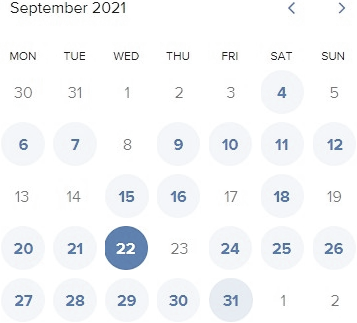 September 2021
MON TUE WED THU FRI SAT SUN
30 31 1 2 3 4 5
6 7 8 9 10 11 12
13 14 15 16 17 18 19
20 21 22 23 24 25 26
27 28 29 30 31 1 2